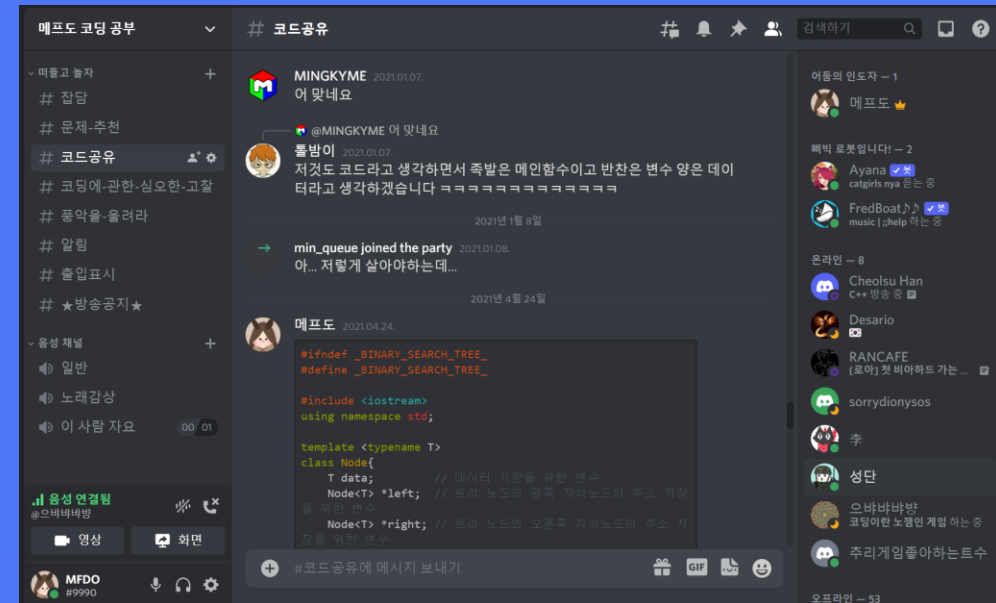 메프도 코딩 공부
떠들고 놀자
# 잡담
# 문제-추천
# 코드공유
# 코딩에-관한-심오한-고찰
# 풍악을-울려라
# 알림
# 출입표시
# ★방송공지★
음성 채널
일반
노래감상
이 사람 자요 00 01
음성 연결됨
@으바바바방
영상
화면
MFDO
#9990
# 코드공유
검색하기
MINGKYME 2021.01.07.
어 맞네요
@MINGKYME 어 맞네요
톨밤이 2021.01.07.
저것도 코드라고 생각하면서 족발은 메인함수이고 반찬은 변수 양은 데이
터라고 생각하겠습니다 ㅋㅋㅋㅋㅋㅋㅋㅋㅋㅋㅋㅋㅋ
2021년 1월 8일
min_queue joined the party 2021.01.08.
아... 저렇게 살아야하는데...
2021년 4월 24일
메프도 2021.04.24.
#ifndef _BINARY_SEARCH_TREE_
#define _BINARY_SEARCH_TREE_
#include <iostream>
using namespace std;
template <typename T>
class Node{
T data; // 데이터 저장을 위한 변수
Node<T> *left; // 트리 노드의 왼쪽 자식노드의 주소 저장
을 위한 변수
Node<T> *right; // 트리 노드의 오른쪽 자식노드의 주소 저
장을 위한 변수
#코드공유에 메시지 보내기
GIF
어둠의 인도자 — 1
메프도
삐빅 로봇입니다! — 2
Ayana ✓봇
catgirls nya 듣는 중
FredBoat♪♪ ✓봇
music | ;;help 하는 중
온라인 — 8
Cheolsu Han
C++ 방송 중
Desario
RANCAFE
[로아] 첫 비아하드 가는 ...
sorrydionysos
李
성단
으바바바방
코딩이란 노잼인 게임 하는 중
추리게임좋아하는트수
오프라인 — 53